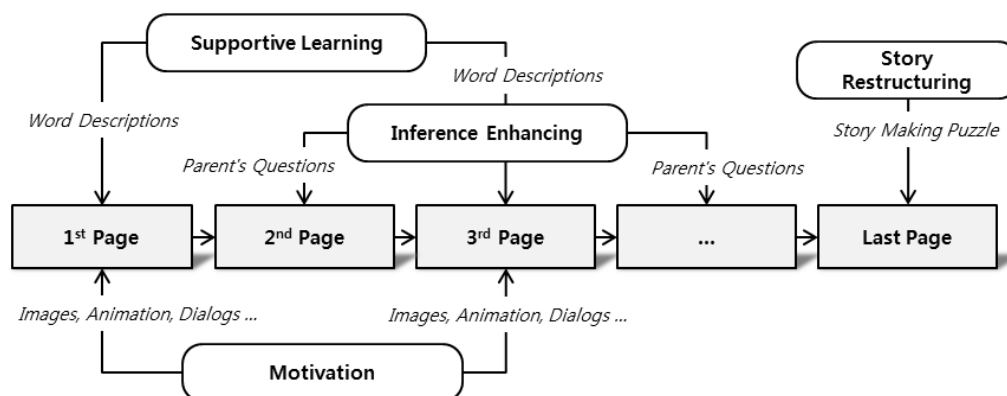 Supportive Learning
Word Descriptions
Story
Restructuring
Word Descriptions
Inference Enhancing
Story Making Puzzle
Parent's Questions
Parent's Questions
1st Page
2nd Page
3rd Page
...
Last Page
Images, Animation, Dialogs ...
Images, Animation, Dialogs ...
Motivation